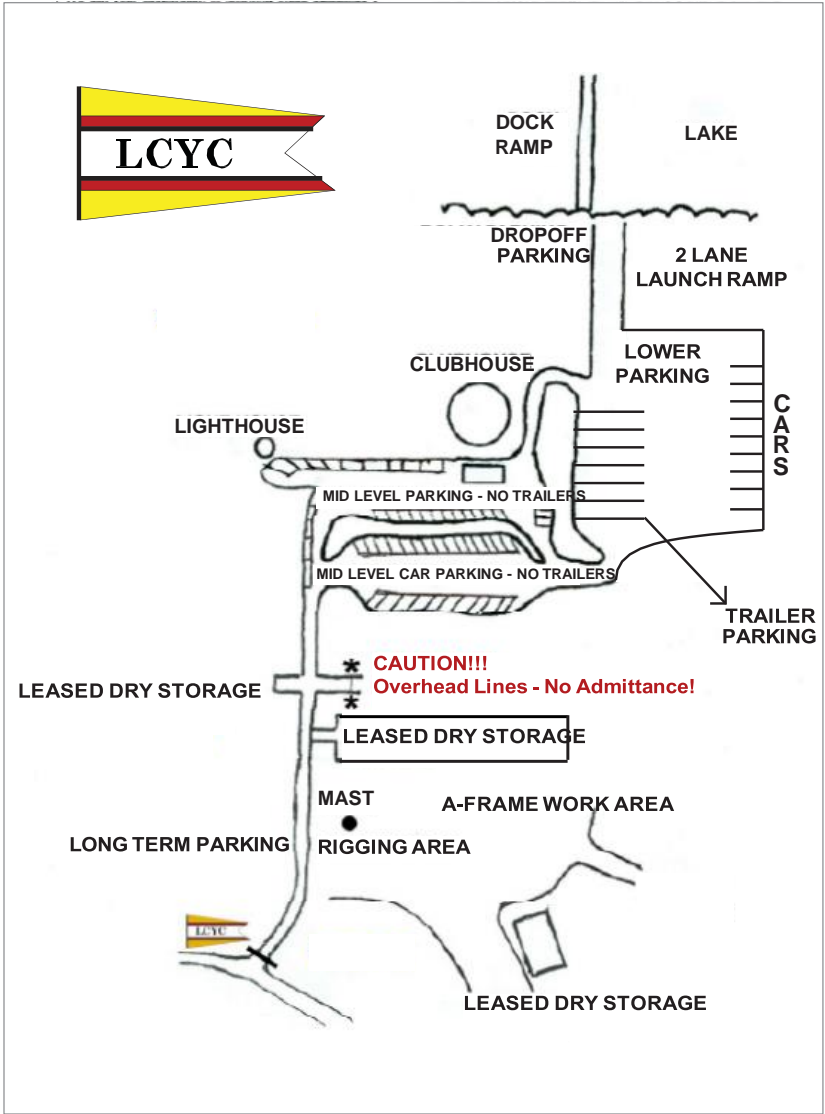 LCYC
DOCK
RAMP
LAKE
DROPOFF
PARKING
2 LANE
LAUNCH RAMP
LOWER
PARKING
CLUBHOUSE
CARS
LIGHTHOUSE
MID LEVEL PARKING - NO TRAILERS
MID LEVEL CAR PARKING - NO TRAILERS
TRAILER
PARKING
CAUTION!!!
Overhead Lines - No Admittance!
LEASED DRY STORAGE
LEASED DRY STORAGE
MAST
A-FRAME WORK AREA
LONG TERM PARKING
RIGGING AREA
LCYC
LEASED DRY STORAGE